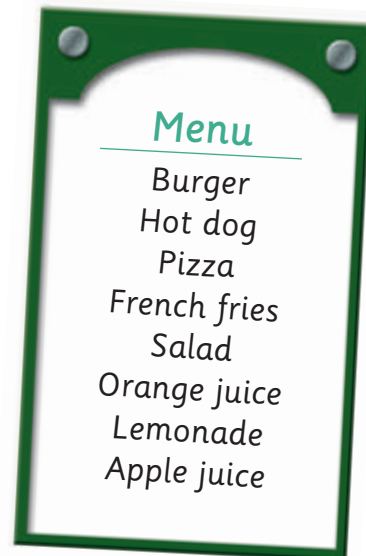 Menu
Burger
Hot dog
Pizza
French fries
Salad
Orange juice
Lemonade
Apple juice